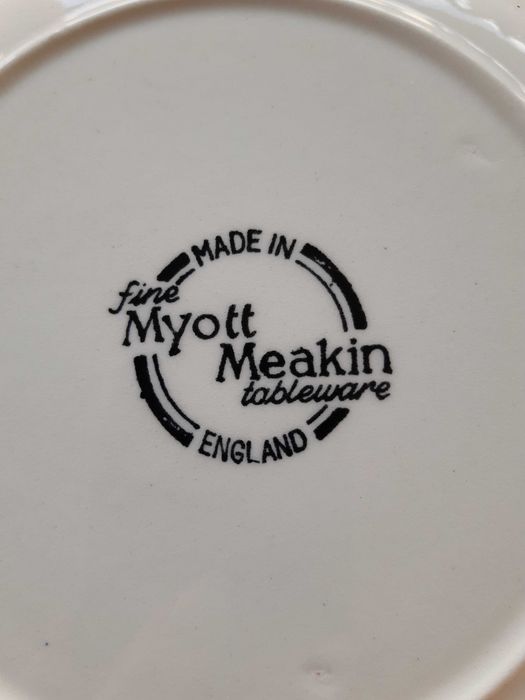 MADE IN
fine
Myott
Meakin
tableware
ENGLAND